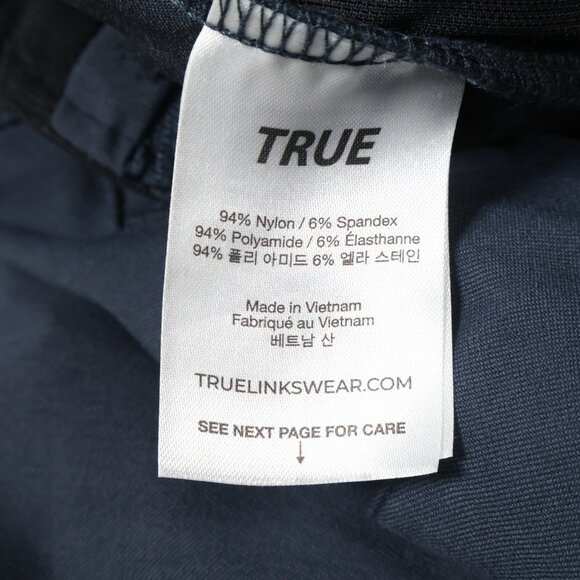 TRUE
94% Nylon / 6% Spandex
94% Polyamide / 6% Élasthanne
94% 폴리 아미드 6% 엘라 스테인
Made in Vietnam
Fabriqué au Vietnam
베트남 산
TRUELINKSWEAR.COM
SEE NEXT PAGE FOR CARE